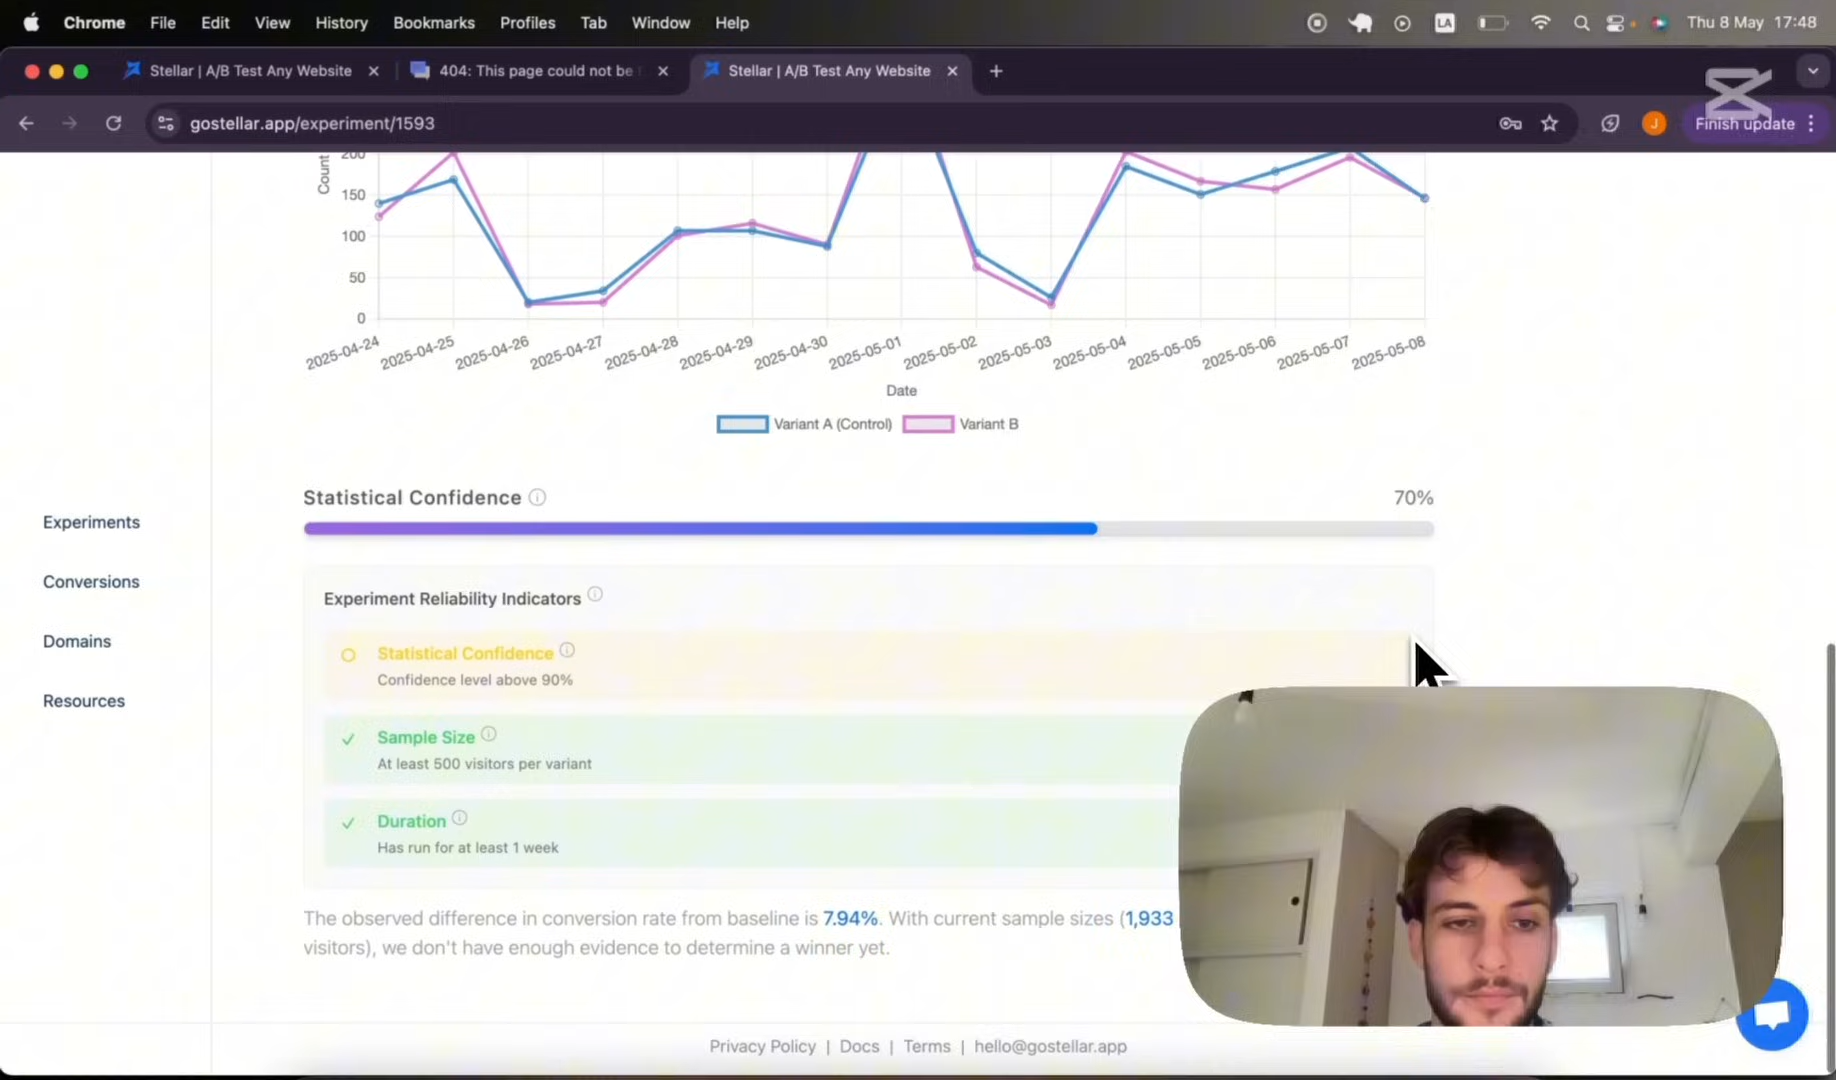 Chrome File Edit View History Bookmarks Profiles Tab Window Help LA Thu 8 May 17:48
Stellar | A/B Test Any Website 404: This page could not be Stellar | A/B Test Any Website
gostellar.app/experiment/1593 J Finish update
Count
200
150
100
50
0
2025-04-24 2025-04-25 2025-04-26 2025-04-27 2025-04-28 2025-04-29 2025-04-30 2025-05-01 2025-05-02 2025-05-03 2025-05-04 2025-05-05 2025-05-06 2025-05-07 2025-05-08
Date
Variant A (Control) Variant B
Experiments
Conversions
Domains
Resources
Statistical Confidence 70%
Experiment Reliability Indicators
Statistical Confidence
Confidence level above 90%
Sample Size
At least 500 visitors per variant
Duration
Has run for at least 1 week
The observed difference in conversion rate from baseline is 7.94%. With current sample sizes (1,933
visitors), we don't have enough evidence to determine a winner yet.
Privacy Policy | Docs | Terms | hello@gostellar.app